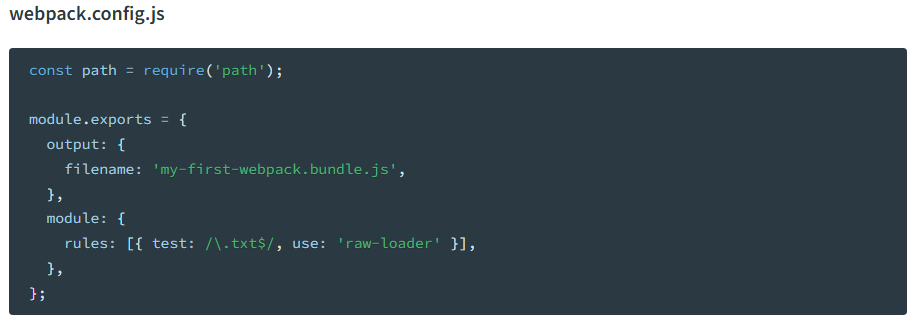 webpack.config.js
const path = require('path');
module.exports = {
  output: {
    filename: 'my-first-webpack.bundle.js',
  },
  module: {
    rules: [{ test: /\.txt$/, use: 'raw-loader' }],
  },
};